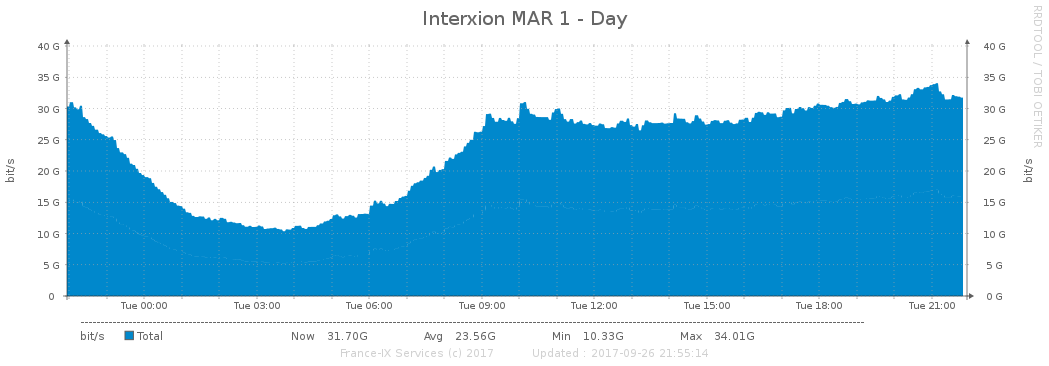 Interxion MAR 1 - Day
RRDTOOL / TOBI OETIKER
bit/s
40 G 40 G
35 G 35 G
30 G 30 G
25 G 25 G
20 G 20 G
15 G 15 G
10 G 10 G
5 G 5 G
0 0 G
bit/s
Tue 00:00 Tue 03:00 Tue 06:00 Tue 09:00 Tue 12:00 Tue 15:00 Tue 18:00 Tue 21:00
bit/s Total Now 31.70G Avg 23.56G Min 10.33G Max 34.01G
France-IX Services (c) 2017 Updated : 2017-09-26 21:55:14